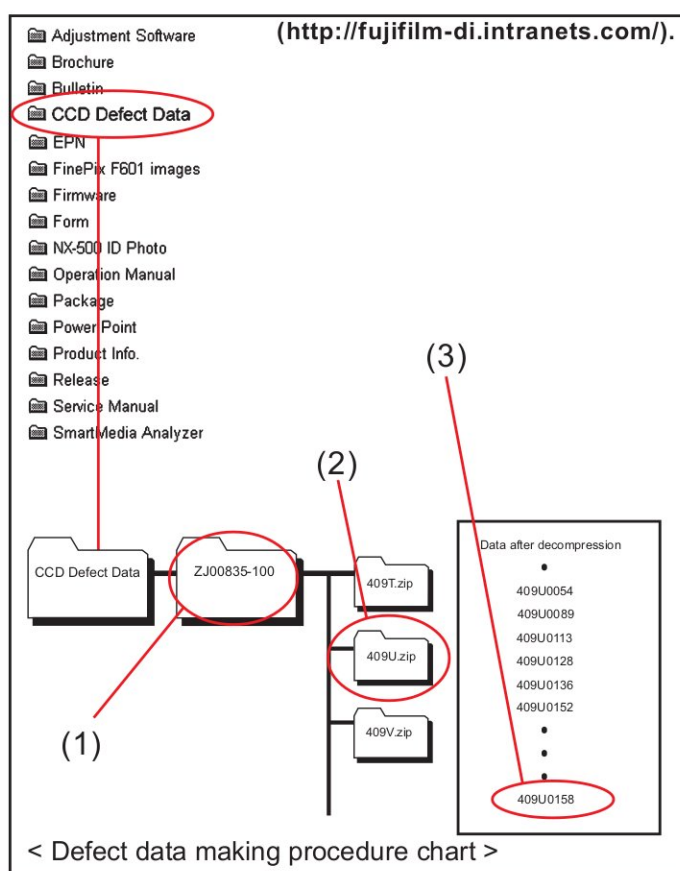 (http://fujifilm-di.intranets.com/).
Adjustment Software
Brochure
Bulletin
CCD Defect Data
EPN
FinePix F601 images
Firmware
Form
NX-500 ID Photo
Operation Manual
Package
Power Point
Product Info.
Release
Service Manual
SmartMedia Analyzer
(3)
(2)
CCD Defect Data
ZJ00835-100
409T.zip
409U.zip
409V.zip
(1)
Data after decompression
409U0054
409U0089
409U0113
409U0128
409U0136
409U0152
409U0158
< Defect data making procedure chart >